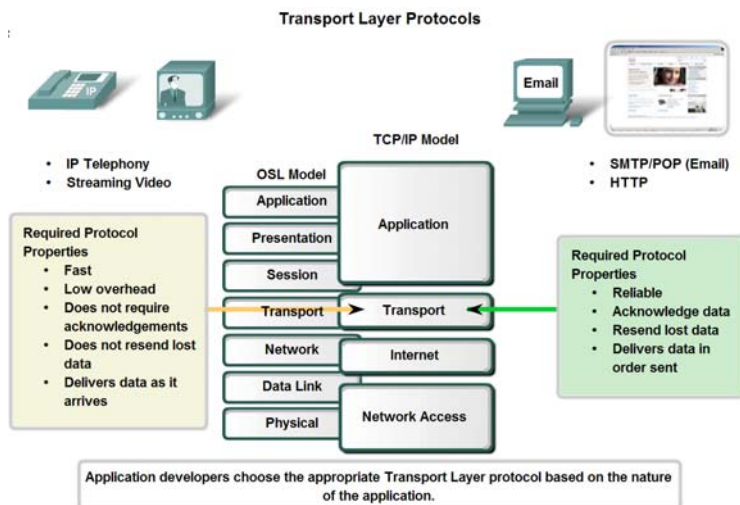 Transport Layer Protocols
IP
Email
IP Telephony
Streaming Video
SMTP/POP (Email)
HTTP
OSL Model
TCP/IP Model
Application
Presentation
Session
Transport
Network
Data Link
Physical
Application
Transport
Internet
Network Access
Required Protocol
Properties
Fast
Low overhead
Does not require
acknowledgements
Does not resend lost
data
Delivers data as it
arrives
Required Protocol
Properties
Reliable
Acknowledge data
Resend lost data
Delivers data in
order sent
Application developers choose the appropriate Transport Layer protocol based on the nature
of the application.